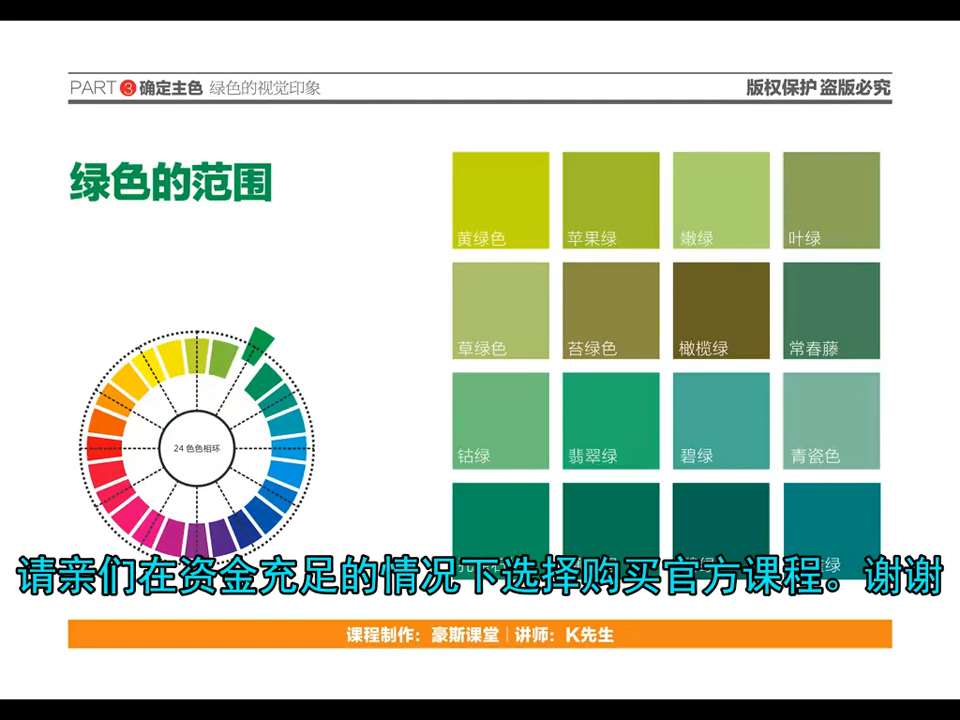 PART 3 确定主色 绿色的视觉印象
版权保护 盗版必究
绿色的范围
黄绿色 苹果绿 嫩绿 叶绿
草绿色 苔绿色 橄榄绿 常春藤
钴绿 翡翠绿 碧绿 青瓷色
24 色色相环
请亲们在资金充足的情况下选择购买官方课程。谢谢
课程制作：豪斯课堂 | 讲师：K先生